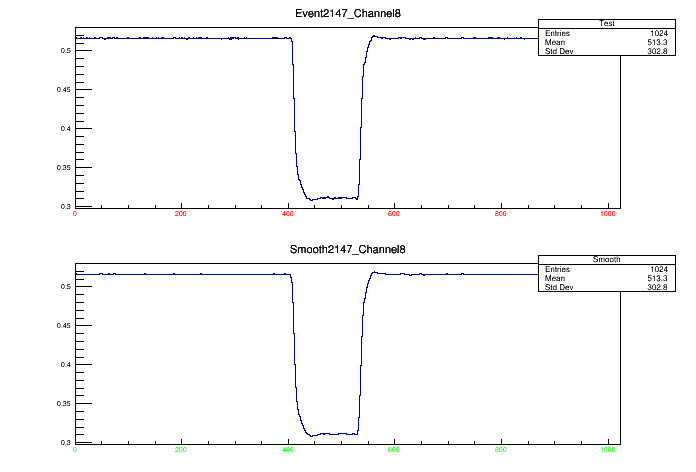 Event2147_Channel8
Test
Entries 1024
Mean 513.3
Std Dev 302.8
0.5
0.45
0.4
0.35
0.3
0 200 400 600 800 1000
Smooth2147_Channel8
Smooth
Entries 1024
Mean 513.3
Std Dev 302.8
0.5
0.45
0.4
0.35
0.3
0 200 400 600 800 1000